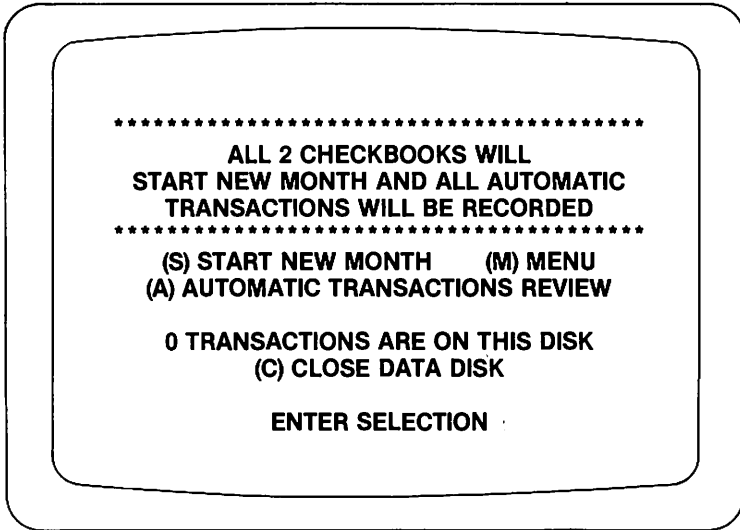 ****************************************
ALL 2 CHECKBOOKS WILL
START NEW MONTH AND ALL AUTOMATIC
TRANSACTIONS WILL BE RECORDED
****************************************
(S) START NEW MONTH (M) MENU
(A) AUTOMATIC TRANSACTIONS REVIEW
0 TRANSACTIONS ARE ON THIS DISK
(C) CLOSE DATA DISK
ENTER SELECTION